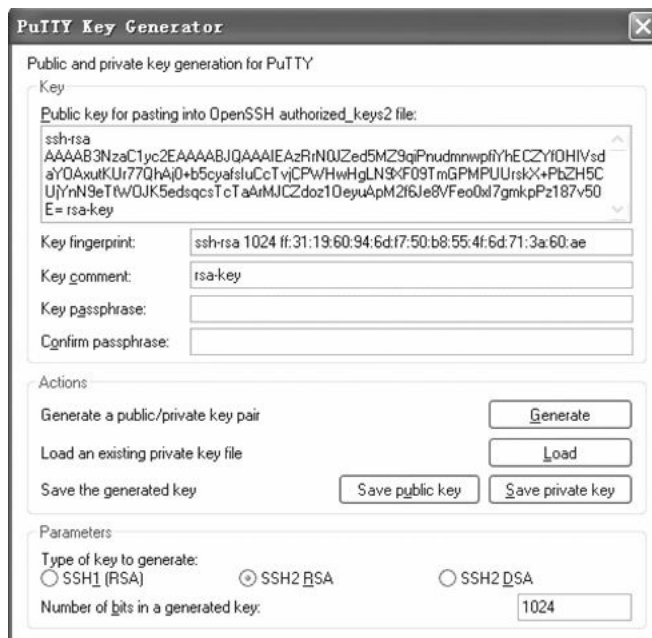 PuTTY Key Generator
Public and private key generation for PuTTY
Key
Public key for pasting into OpenSSH authorized_keys2 file:
ssh-rsa
AAAAB3NzaC1yc2EAAAABJQAAAIEAzRrN0JZed5MZ9qiPnudmnwpfiYhECZYfOHIVsd
aYOAxutKUr77QhAj0+b5cyafsIuCcTvjCPWHwHgLN9XF09TmGPMPUUrskX+PbZH5C
UjYnN9eTtWOJK5edsqcsTcTaArMJCZdoz1OeyuApM2f6Je8VFeo0xI7gmkpPz187v50
E= rsa-key
Key fingerprint: ssh-rsa 1024 ff:31:19:60:94:6d:f7:50:b8:55:4f:6d:71:3a:60:ae
Key comment: rsa-key
Key passphrase:
Confirm passphrase:
Actions
Generate a public/private key pair Generate
Load an existing private key file Load
Save the generated key Save public key Save private key
Parameters
Type of key to generate:
SSH1 (RSA) SSH2 RSA SSH2 DSA
Number of bits in a generated key: 1024